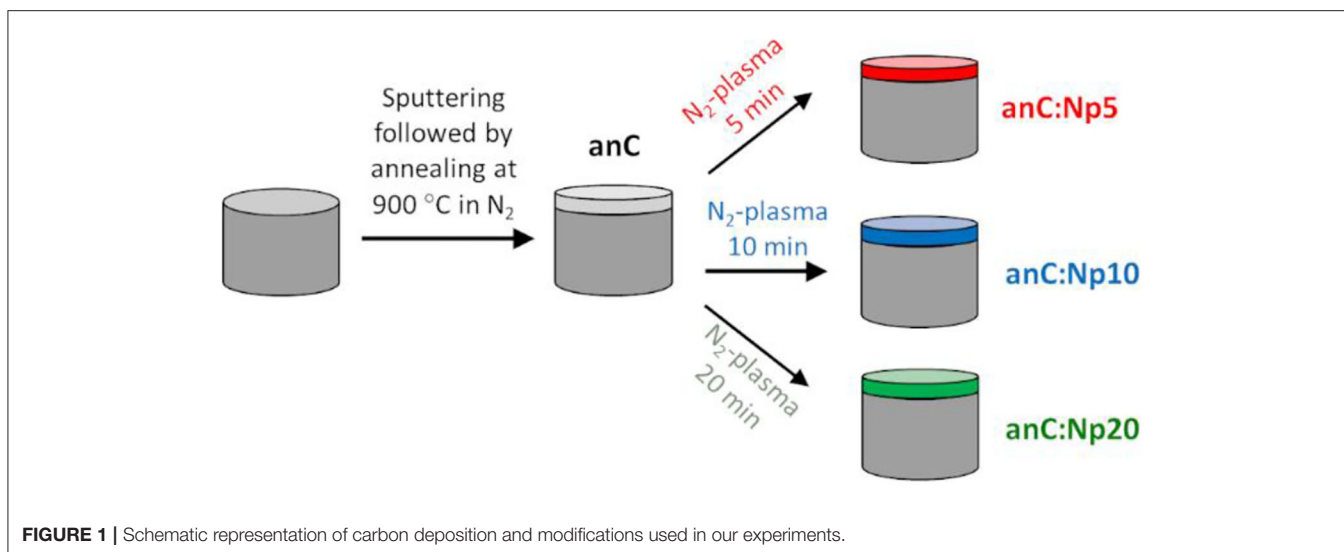 Sputtering
followed by
annealing at
900 °C in N₂
anC
N₂-plasma
5 min
anC:Np5
N₂-plasma
10 min
anC:Np10
N₂-plasma
20 min
anC:Np20
FIGURE 1 | Schematic representation of carbon deposition and modifications used in our experiments.